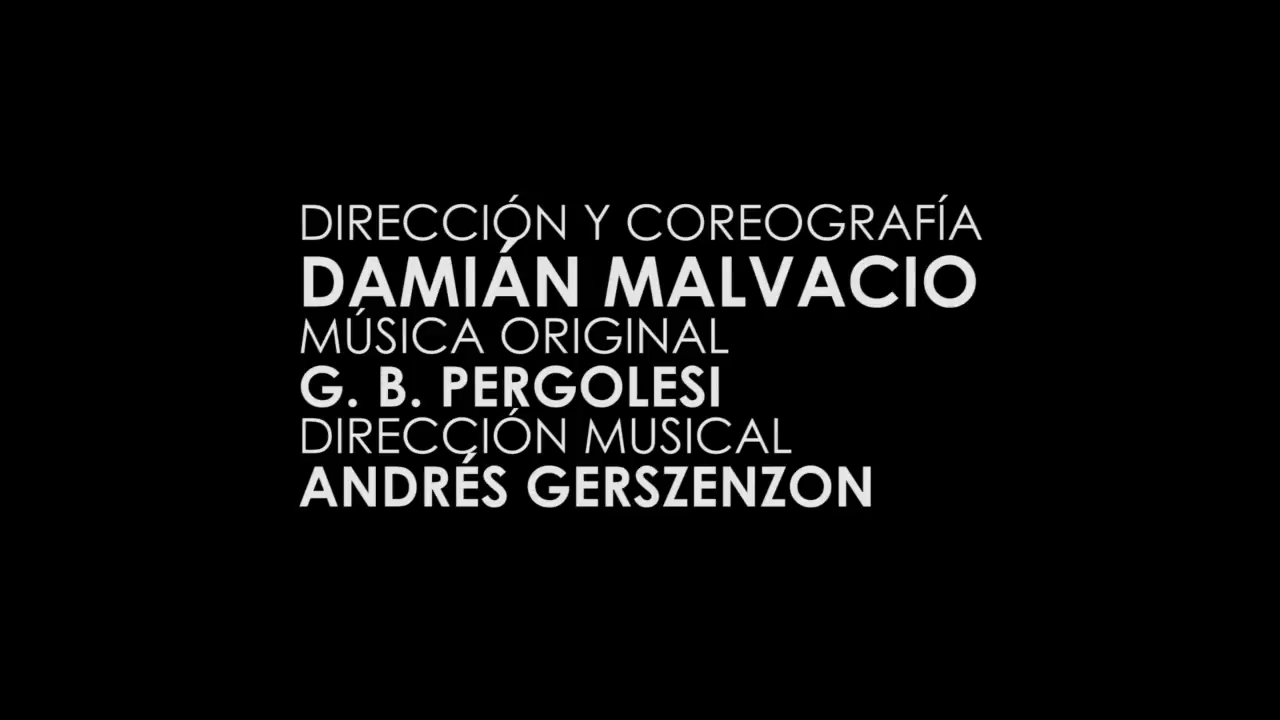 DIRECCIÓN Y COREOGRAFÍA
DAMIÁN MALVACIO
MÚSICA ORIGINAL
G. B. PERGOLESI
DIRECCIÓN MUSICAL
ANDRÉS GERSZENZON